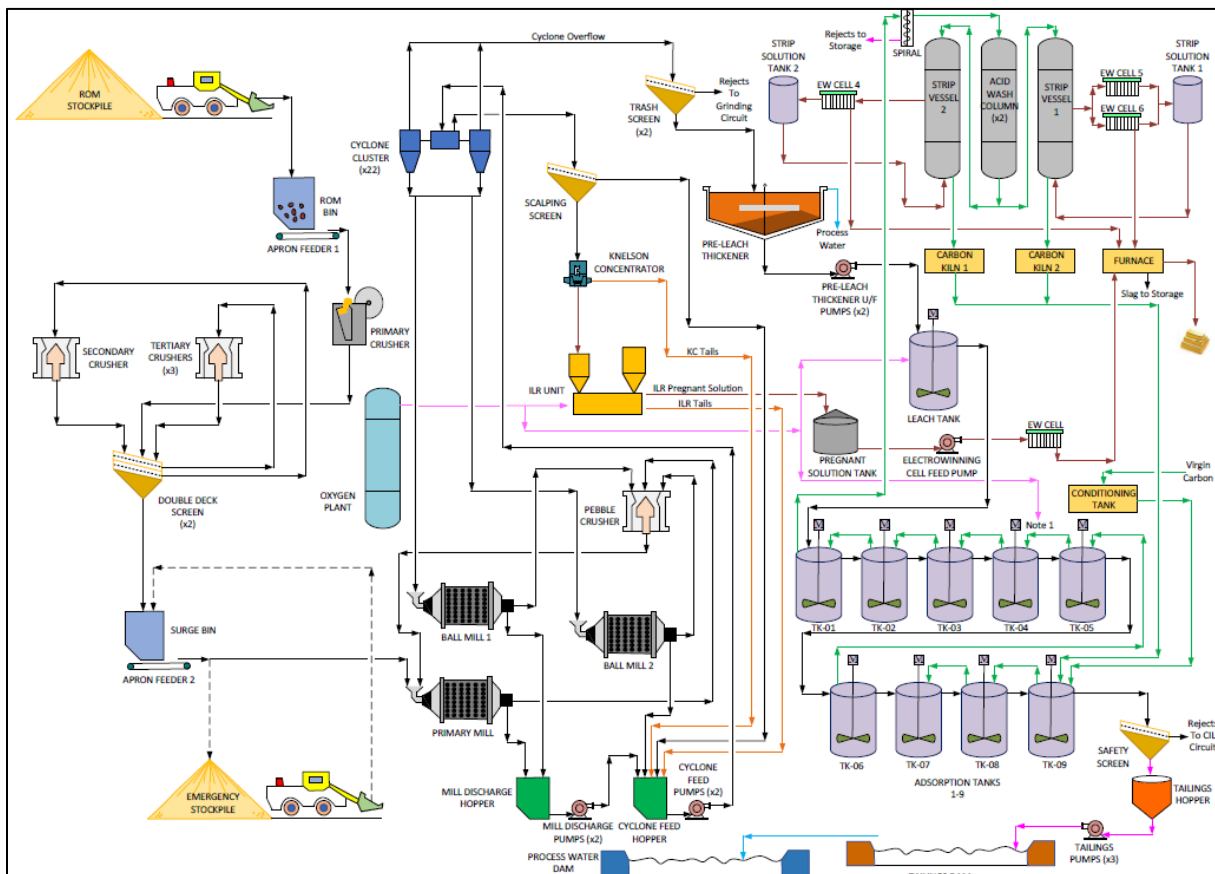 ROM
STOCKPILE
ROM
BIN
APRON FEEDER 1
PRIMARY
CRUSHER
SECONDARY
CRUSHER
TERTIARY
CRUSHERS
(x3)
DOUBLE DECK
SCREEN
(x2)
SURGE BIN
APRON FEEDER 2
EMERGENCY
STOCKPILE
OXYGEN
PLANT
Cyclone Overflow
CYCLONE
CLUSTER
(x22)
TRASH
SCREEN
(x2)
Rejects
To
Grinding
Circuit
SCALPING
SCREEN
KNELSON
CONCENTRATOR
KC Tails
ILR UNIT
ILR Pregnant Solution
ILR Tails
PRE-LEACH
THICKENER
Process
Water
PRE-LEACH
THICKENER U/F
PUMPS (x2)
LEACH TANK
PREGNANT
SOLUTION TANK
ELECTROWINNING
CELL FEED PUMP
EW
CELL
PEBBLE
CRUSHER
BALL MILL 1
BALL MILL 2
PRIMARY MILL
MILL DISCHARGE
HOPPER
MILL DISCHARGE
PUMPS (x2)
CYCLONE FEED
HOPPER
CYCLONE
FEED
PUMPS (x2)
Rejects to
Storage
SPIRAL
STRIP
SOLUTION
TANK 2
EW CELL 4
STRIP
VESSEL
2
ACID
WASH
COLUMN
(x2)
STRIP
VESSEL
1
EW CELL 5
EW CELL 6
STRIP
SOLUTION
TANK 1
CARBON
KILN 1
CARBON
KILN 2
FURNACE
Slag to Storage
Virgin
Carbon
CONDITIONING
TANK
Note 1
M
M
M
M
M
M
TK-01
TK-02
TK-03
TK-04
TK-05
M
M
M
M
TK-06
TK-07
TK-08
TK-09
ADSORPTION TANKS
1-9
SAFETY
SCREEN
Rejects
To CIL
Circuit
TAILINGS
HOPPER
TAILINGS
PUMPS (x3)
PROCESS WATER
DAM